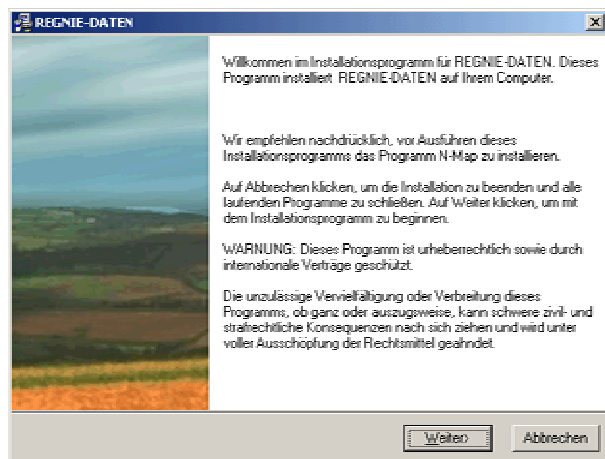 REGNIE-DATEN
Willkommen im Installationsprogramm für REGNIE-DATEN. Dieses
Programm installiert REGNIE-DATEN auf Ihrem Computer.
Wir empfehlen nachdrücklich, vor Ausführen dieses
Installationsprogramms das Programm N-Map zu installieren.
Auf Abbrechen klicken, um die Installation zu beenden und alle
laufenden Programme zu schließen. Auf Weiter klicken, um mit
dem Installationsprogramm zu beginnen.
WARNUNG: Dieses Programm ist urheberrechtlich sowie durch
internationale Verträge geschützt.
Die unzulässige Vervielfältigung oder Verbreitung dieses
Programms, ob ganz oder auszugsweise, kann schwere zivil- und
strafrechtliche Konsequenzen nach sich ziehen und wird unter
voller Ausschöpfung der Rechtsmittel geahndet.
Weiter>
Abbrechen